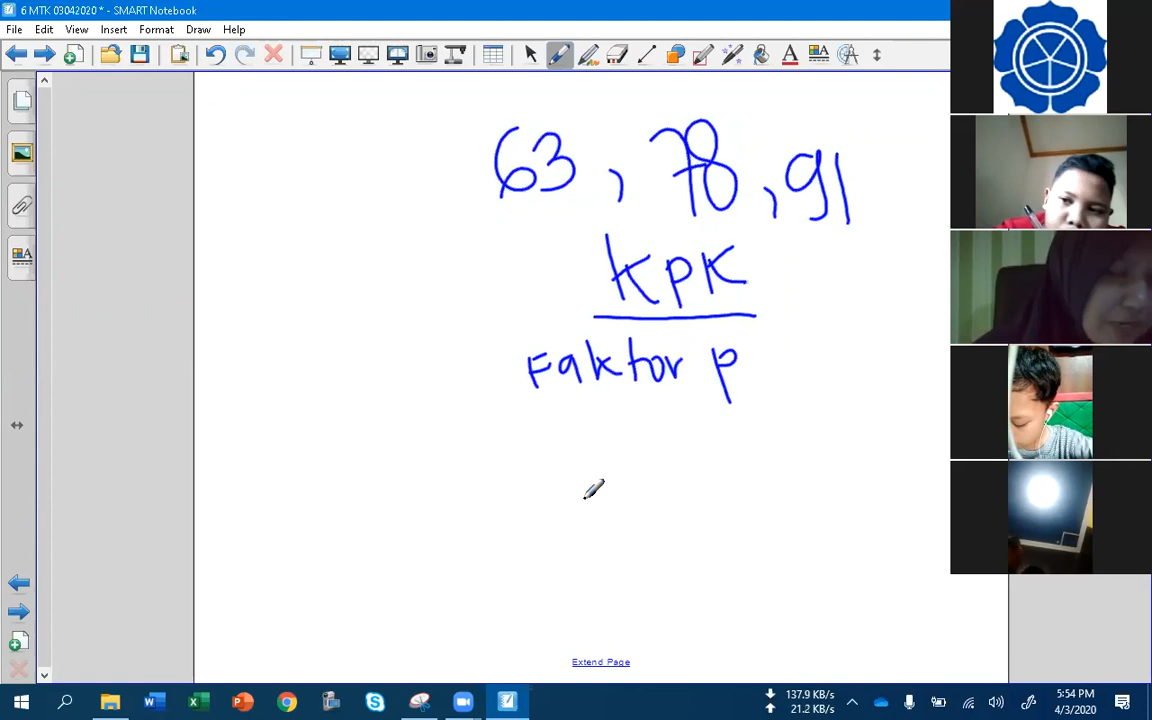 6 MTK 03042020 * - SMART Notebook
File Edit View Insert Format Draw Help
63 , 78 , 91
KPK
Faktor P
Extend Page
137.9 KB/s
21.2 KB/s
5:54 PM
4/3/2020